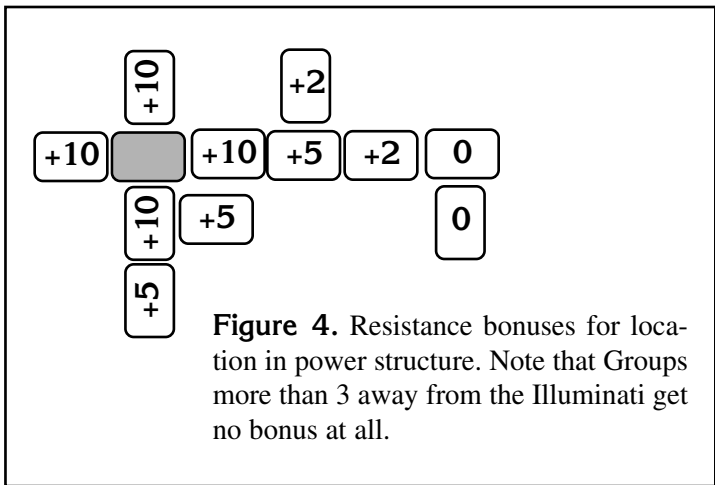 +10 +2
+10 +10 +5 +2 0
+10 +5 0
+5
Figure 4. Resistance bonuses for loca-
tion in power structure. Note that Groups
more than 3 away from the Illuminati get
no bonus at all.